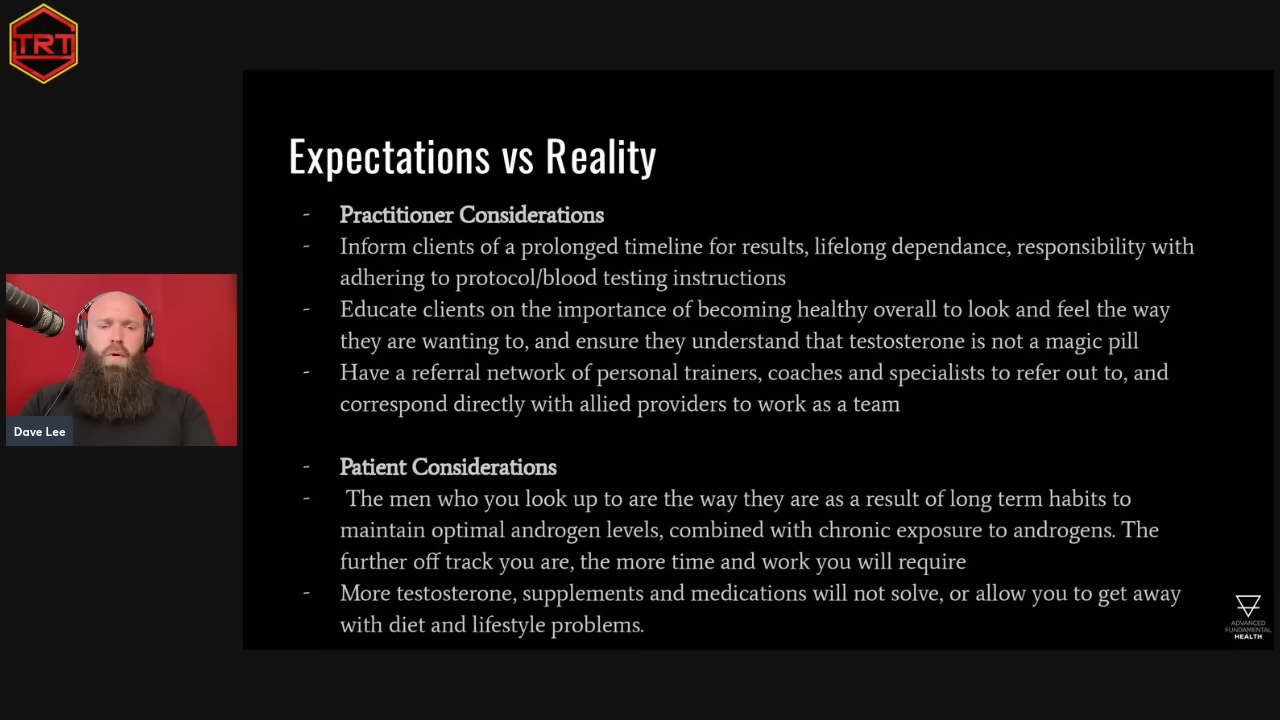 TRT
Expectations vs Reality
- Practitioner Considerations
- Inform clients of a prolonged timeline for results, lifelong dependance, responsibility with
adhering to protocol/blood testing instructions
- Educate clients on the importance of becoming healthy overall to look and feel the way
they are wanting to, and ensure they understand that testosterone is not a magic pill
- Have a referral network of personal trainers, coaches and specialists to refer out to, and
correspond directly with allied providers to work as a team
- Patient Considerations
- The men who you look up to are the way they are as a result of long term habits to
maintain optimal androgen levels, combined with chronic exposure to androgens. The
further off track you are, the more time and work you will require
- More testosterone, supplements and medications will not solve, or allow you to get away
with diet and lifestyle problems.
Dave Lee
ADVANCED
FUNDAMENTAL
HEALTH